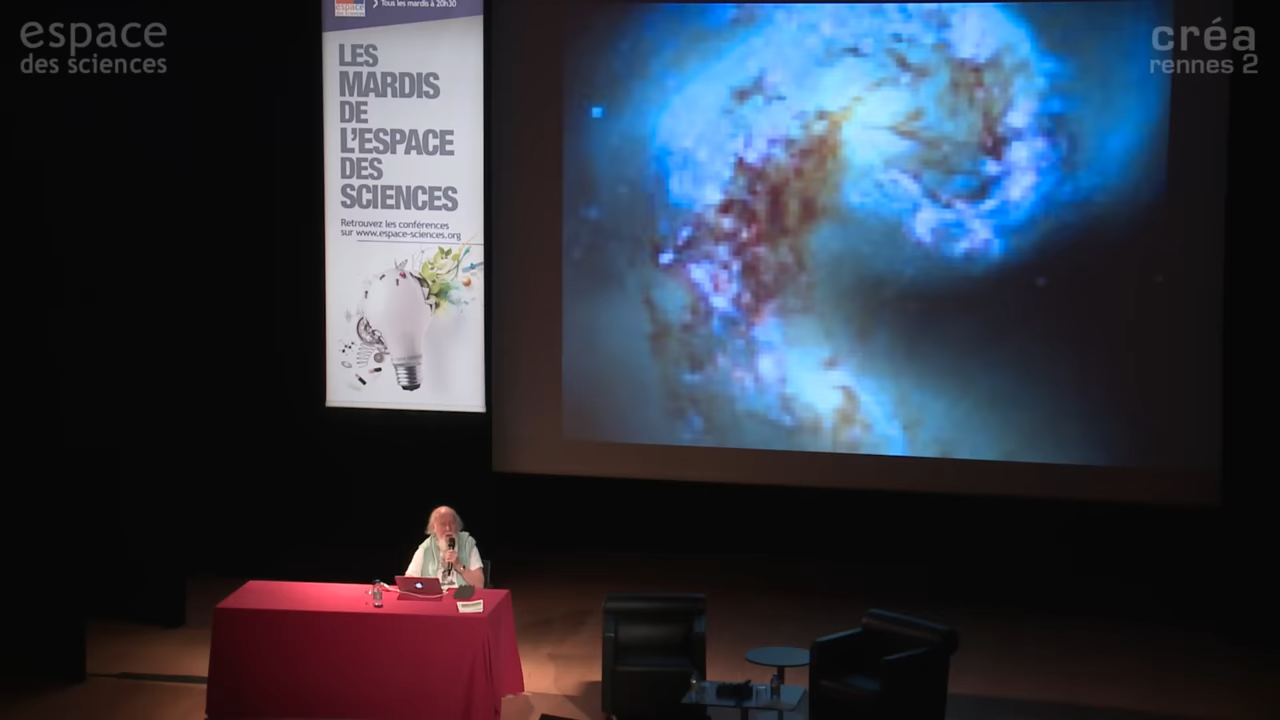 espace
des sciences
créa
rennes 2
espace
Tous les mardis à 20h30
LES
MARDIS
DE
L'ESPACE
DES
SCIENCES
Retrouvez les conférences
sur www.espace-sciences.org